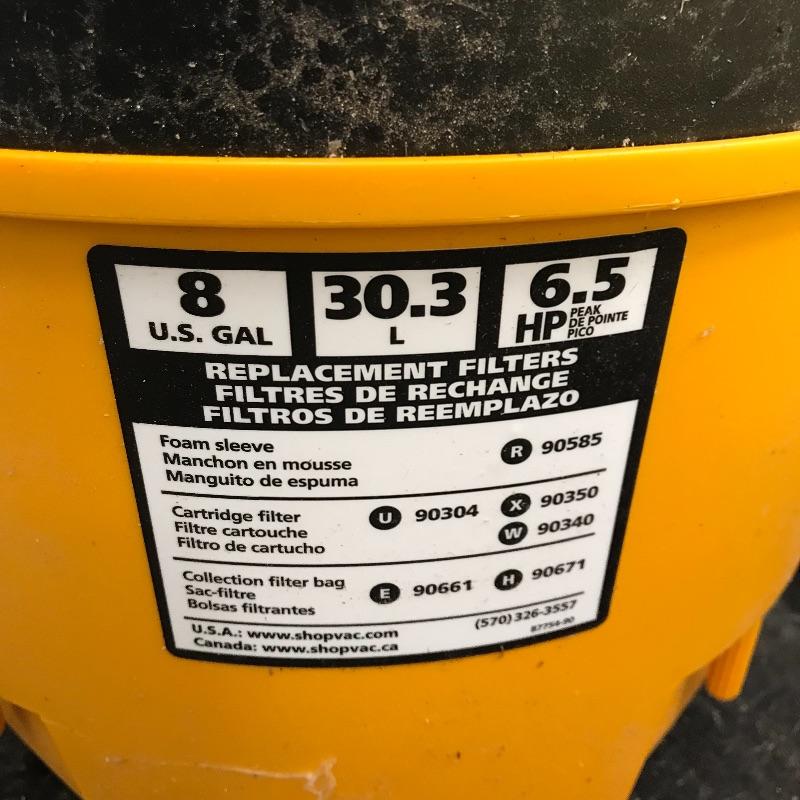 8
U.S. GAL
30.3
L
6.5
HP PEAK
DE POINTE
PICO
REPLACEMENT FILTERS
FILTRES DE RECHANGE
FILTROS DE REEMPLAZO
Foam sleeve
Manchon en mousse
Manguito de espuma
R 90585
Cartridge filter
Filtre cartouche
Filtro de cartucho
U 90304
X 90350
W 90340
Collection filter bag
Sac-filtre
Bolsas filtrantes
E 90661
H 90671
U.S.A.: www.shopvac.com
Canada: www.shopvac.ca
(570) 326-3557
87754-90